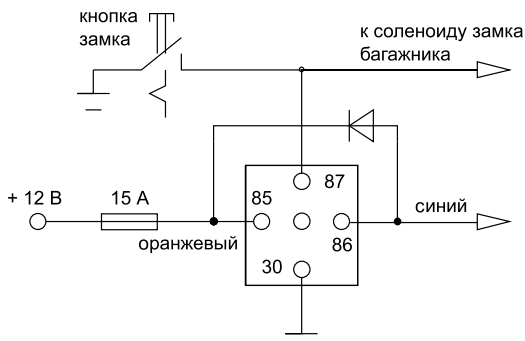 кнопка
замка
к соленоиду замка
багажника
+ 12 В
15 А
85
87
оранжевый
86
синий
30